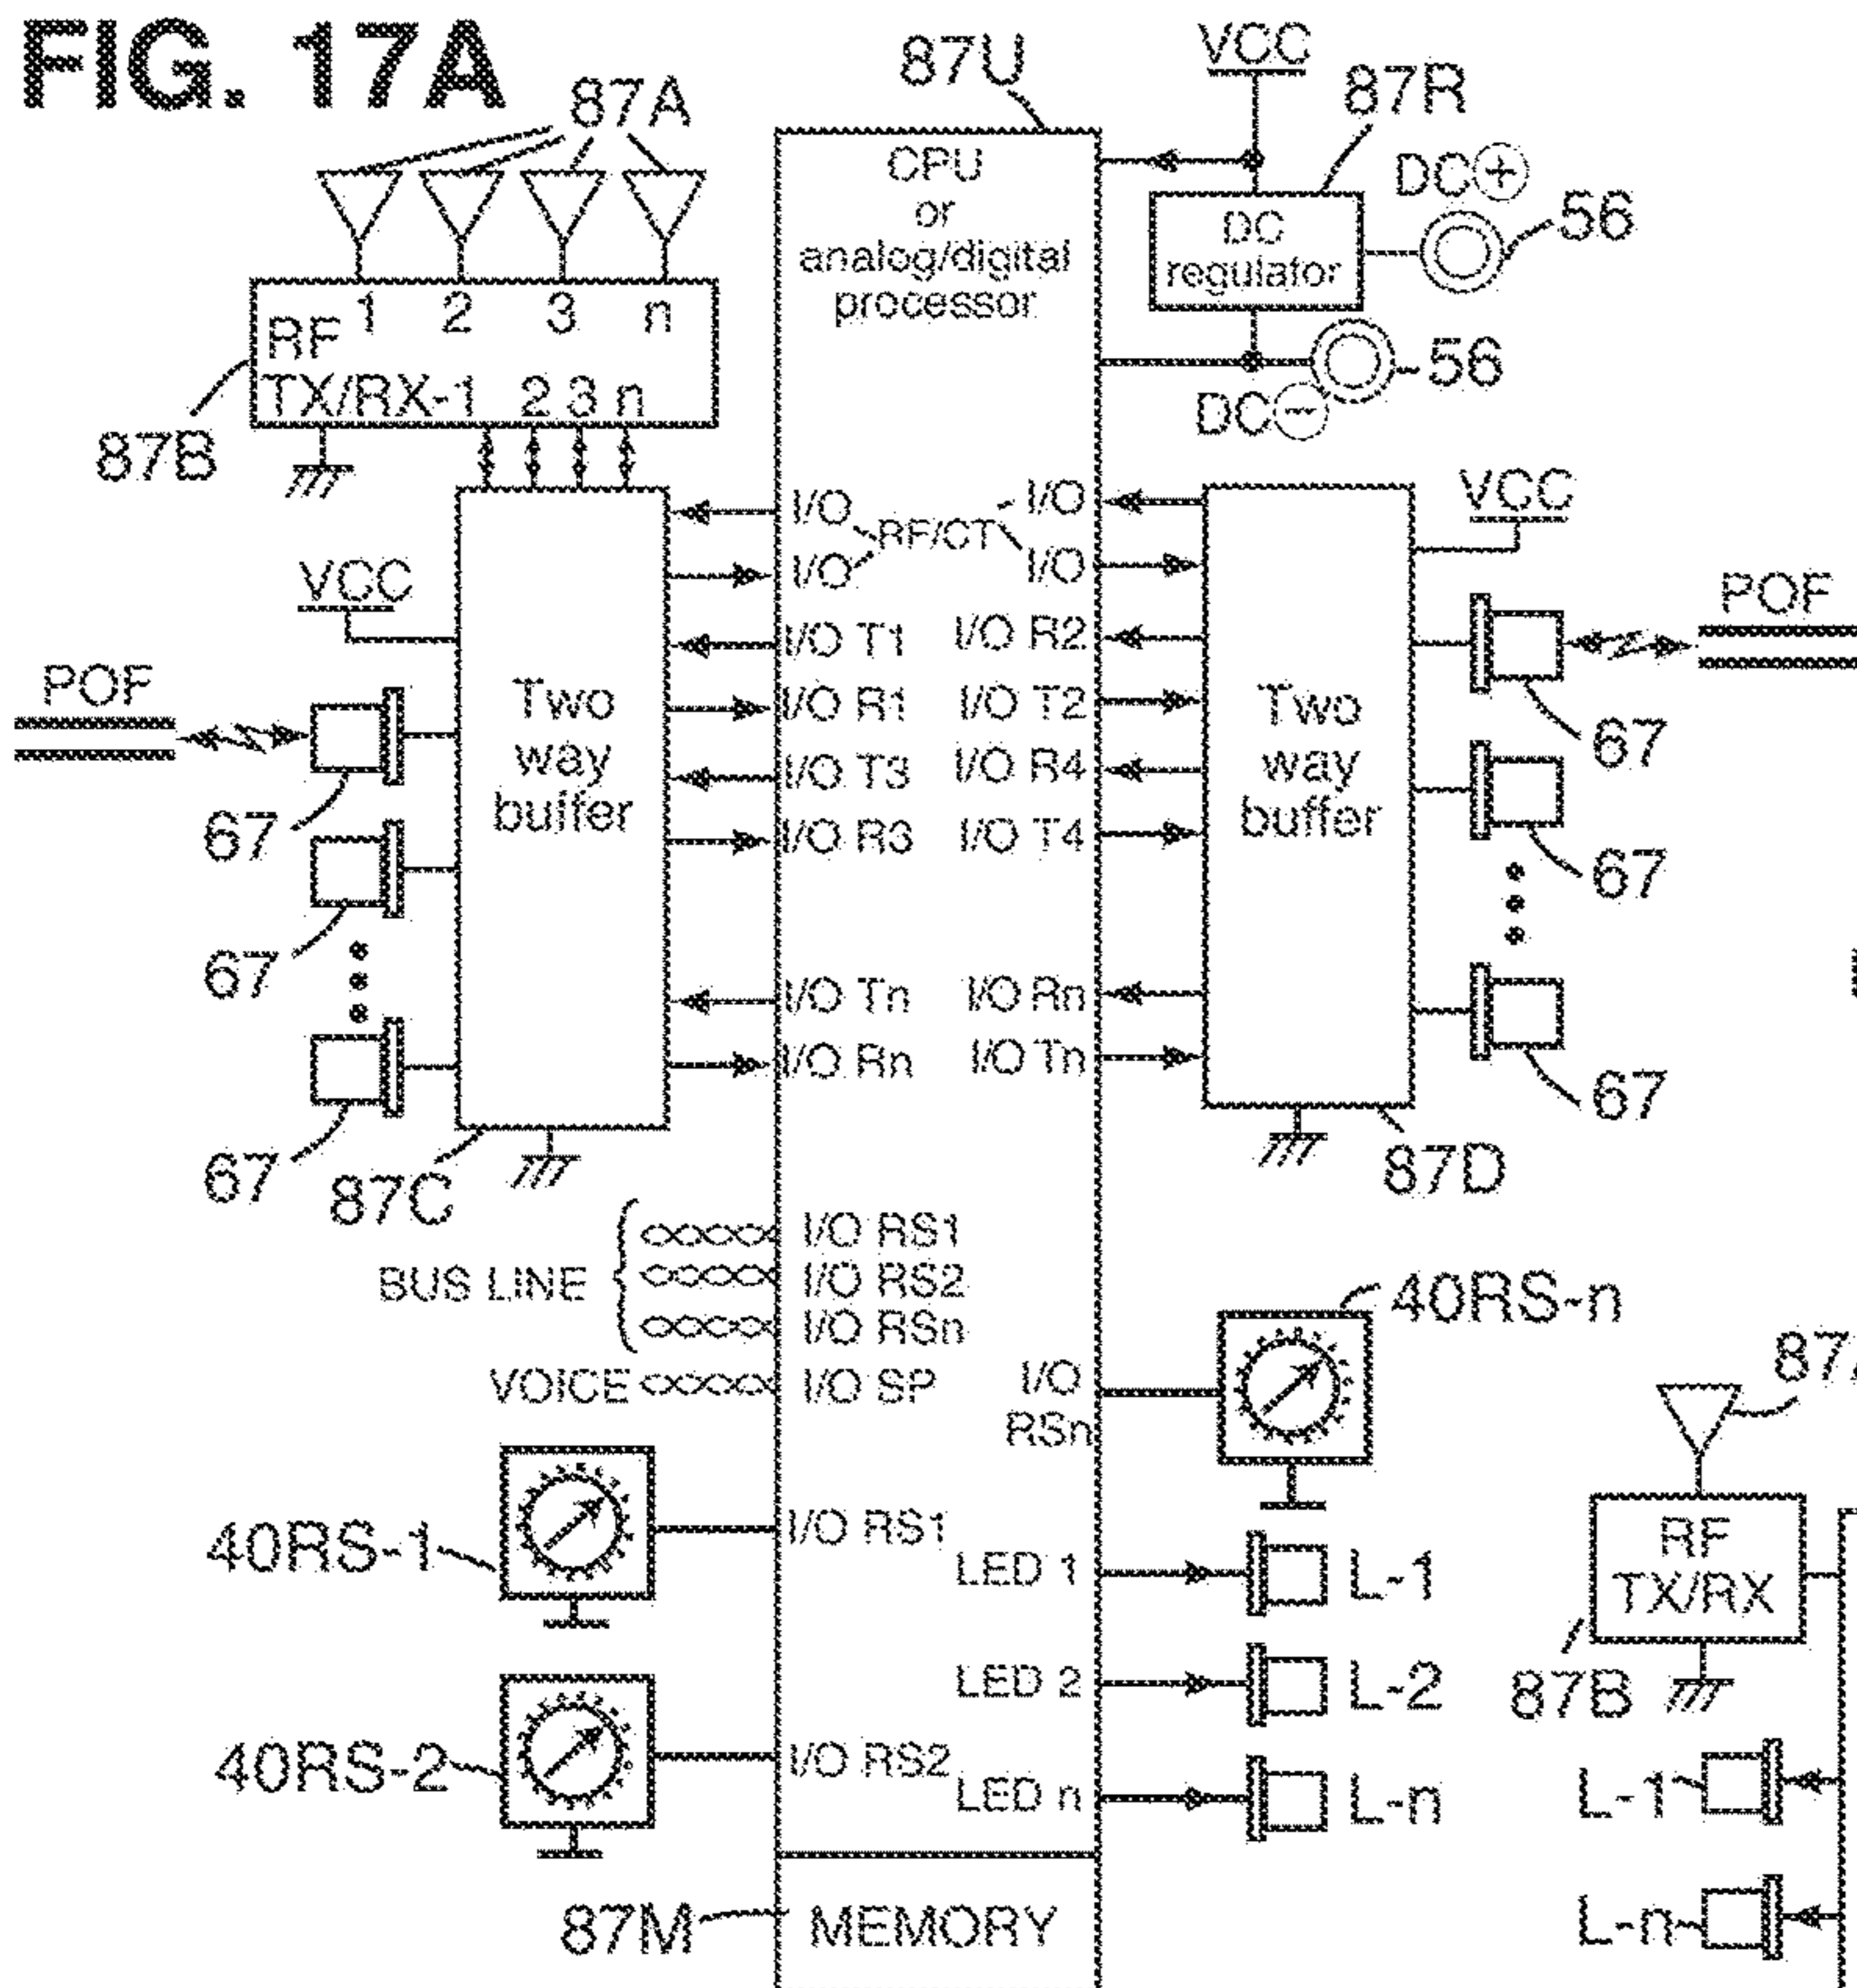 FIG. 17A
87A
87U
VCC
87R
DC +
56
CPU
or
analog/digital
processor
DC
regulator
1 2 3 n
RF
TX/RX-1 2 3 n
87B
56
DC −
I/O
RF/CT
I/O
I/O
I/O
VCC
VCC
POF
POF
I/O T1
I/O R2
I/O R1
I/O T2
I/O T3
I/O R4
I/O R3
I/O T4
I/O Tn
I/O Rn
I/O Rn
I/O Tn
Two
way
buffer
Two
way
buffer
67
67
67
67
67
67
87C
87D
BUS LINE
I/O RS1
I/O RS2
I/O RSn
VOICE
I/O SP
I/O
RSn
40RS-n
40RS-1
I/O RS1
LED 1
L-1
LED 2
L-2
40RS-2
I/O RS2
LED n
L-n
87M
MEMORY
RF
TX/RX
87B
L-1
L-n